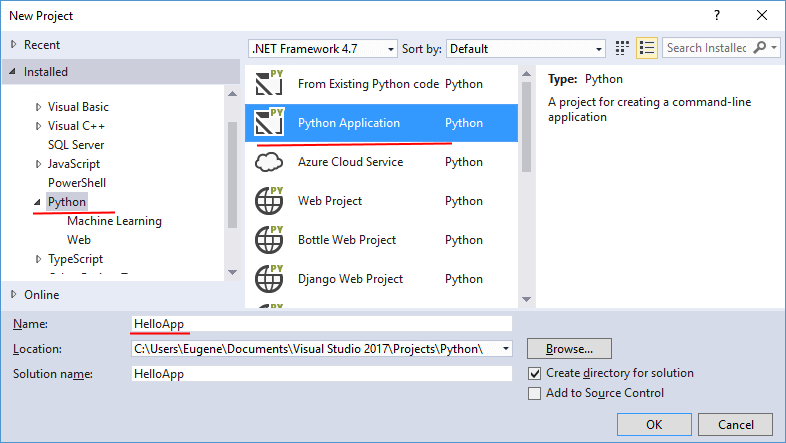 New Project
Recent
.NET Framework 4.7 Sort by: Default Search Installed
Installed
Visual Basic
Visual C++
SQL Server
JavaScript
PowerShell
Python
Machine Learning
Web
TypeScript
Online
PY From Existing Python code Python
PY Python Application Python
Azure Cloud Service Python
PY Web Project Python
PY Bottle Web Project Python
PY Django Web Project Python
Type: Python
A project for creating a command-line
application
Name: HelloApp
Location: C:\Users\Eugene\Documents\Visual Studio 2017\Projects\Python\ Browse...
Solution name: HelloApp
Create directory for solution
Add to Source Control
OK Cancel